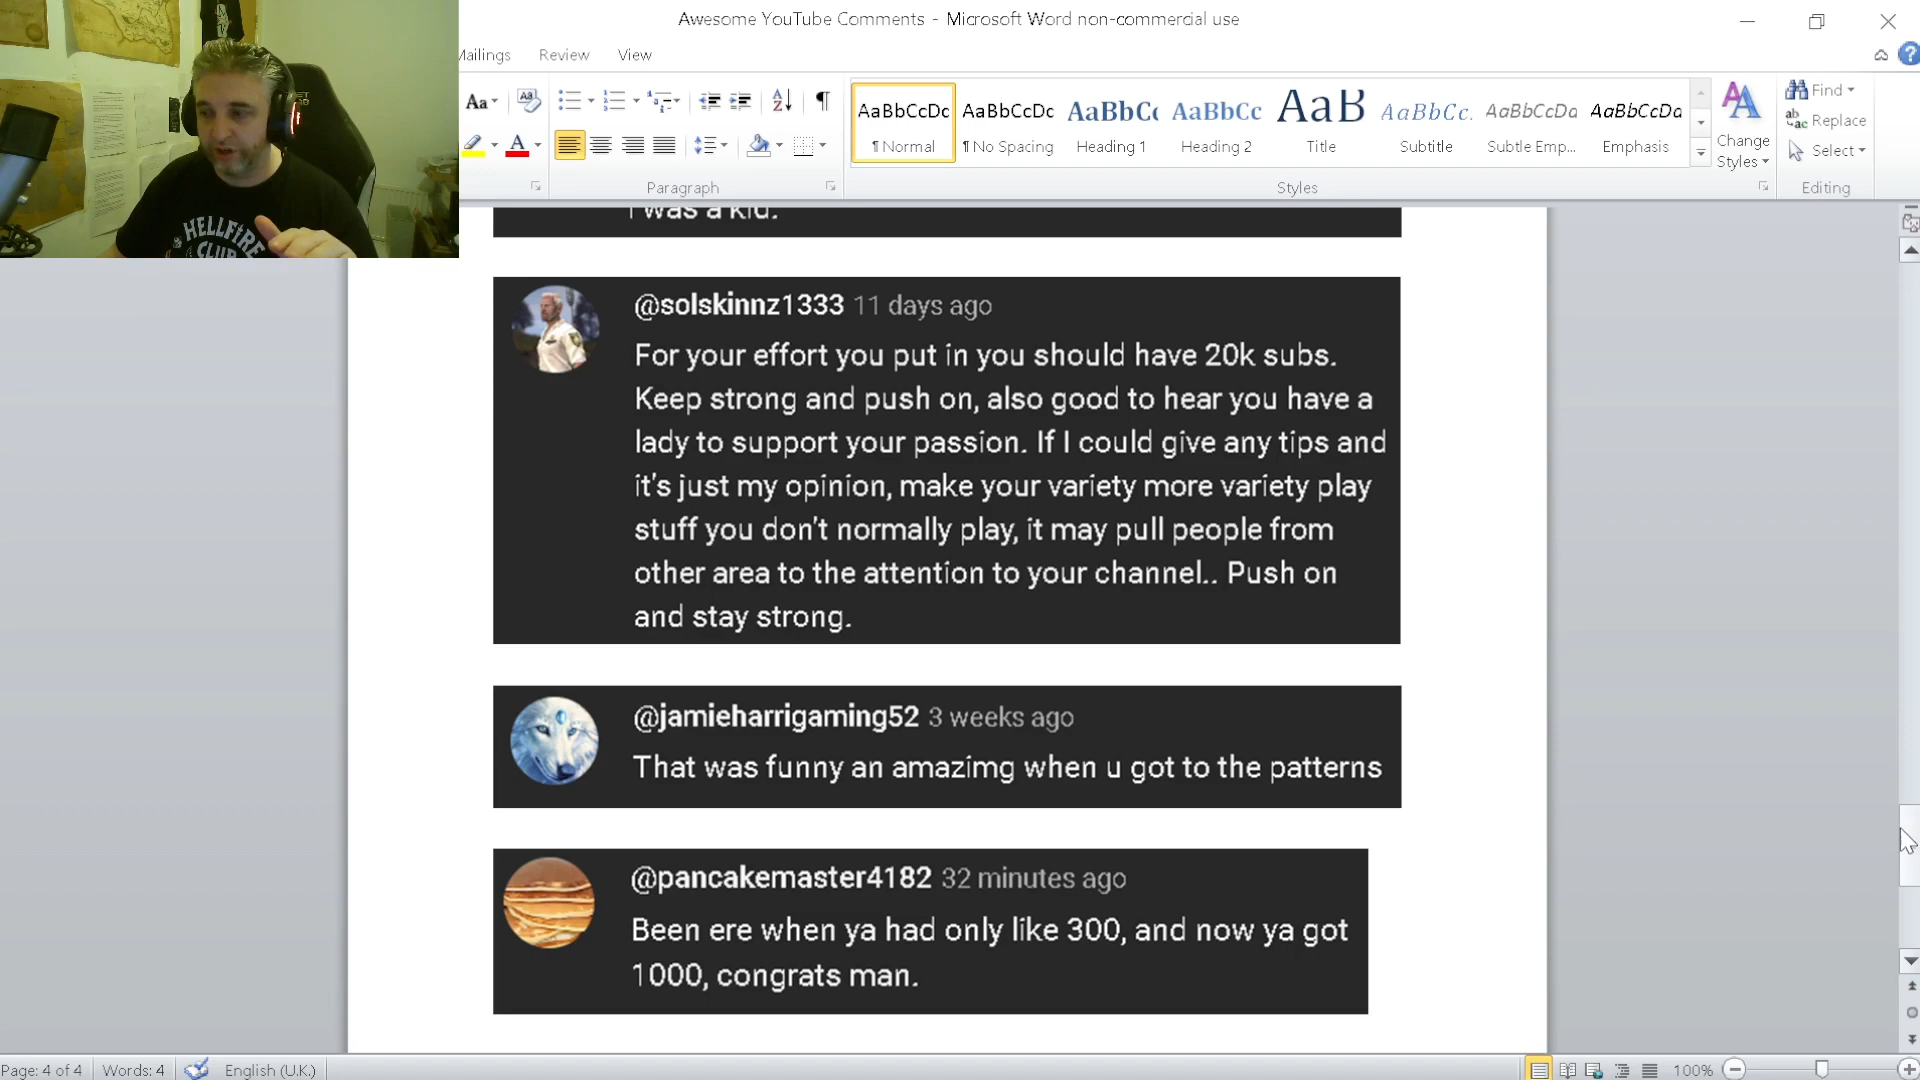 Awesome YouTube Comments - Microsoft Word non-commercial use
Mailings Review View
Aa
AaBbCcDc AaBbCcDc AaBbCc AaBbCc AaB AaBbCc. AaBbCcDa AaBbCcDa
¶ Normal ¶ No Spacing Heading 1 Heading 2 Title Subtitle Subtle Emp... Emphasis
Change Styles
Find
Replace
Select
Paragraph Styles Editing
HELLFIRE
CLUB
I was a kid.
@solskinnz1333 11 days ago
For your effort you put in you should have 20k subs.
Keep strong and push on, also good to hear you have a
lady to support your passion. If I could give any tips and
it's just my opinion, make your variety more variety play
stuff you don't normally play, it may pull people from
other area to the attention to your channel.. Push on
and stay strong.
@jamieharrigaming52 3 weeks ago
That was funny an amazimg when u got to the patterns
@pancakemaster4182 32 minutes ago
Been ere when ya had only like 300, and now ya got
1000, congrats man.
Page: 4 of 4 Words: 4 English (U.K.) 100%